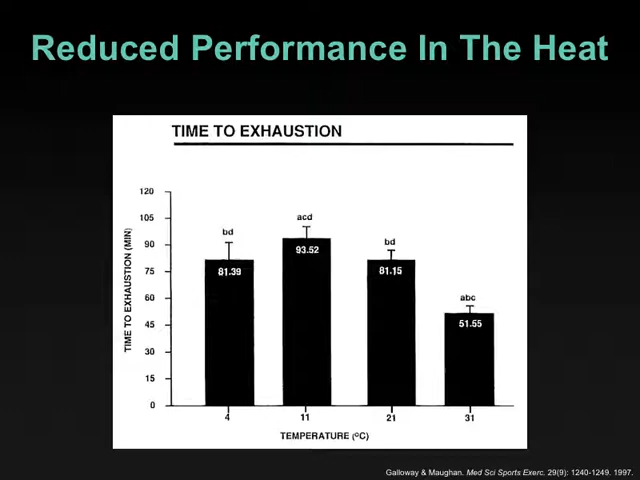 Reduced Performance In The Heat
TIME TO EXHAUSTION
TIME TO EXHAUSTION (MIN)
120
105
90
75
60
45
30
15
0
bd
81.39
acd
93.52
bd
81.15
abc
51.55
4
11
21
31
TEMPERATURE (°C)
Galloway & Maughan. Med Sci Sports Exerc, 29(9): 1240-1249. 1997.